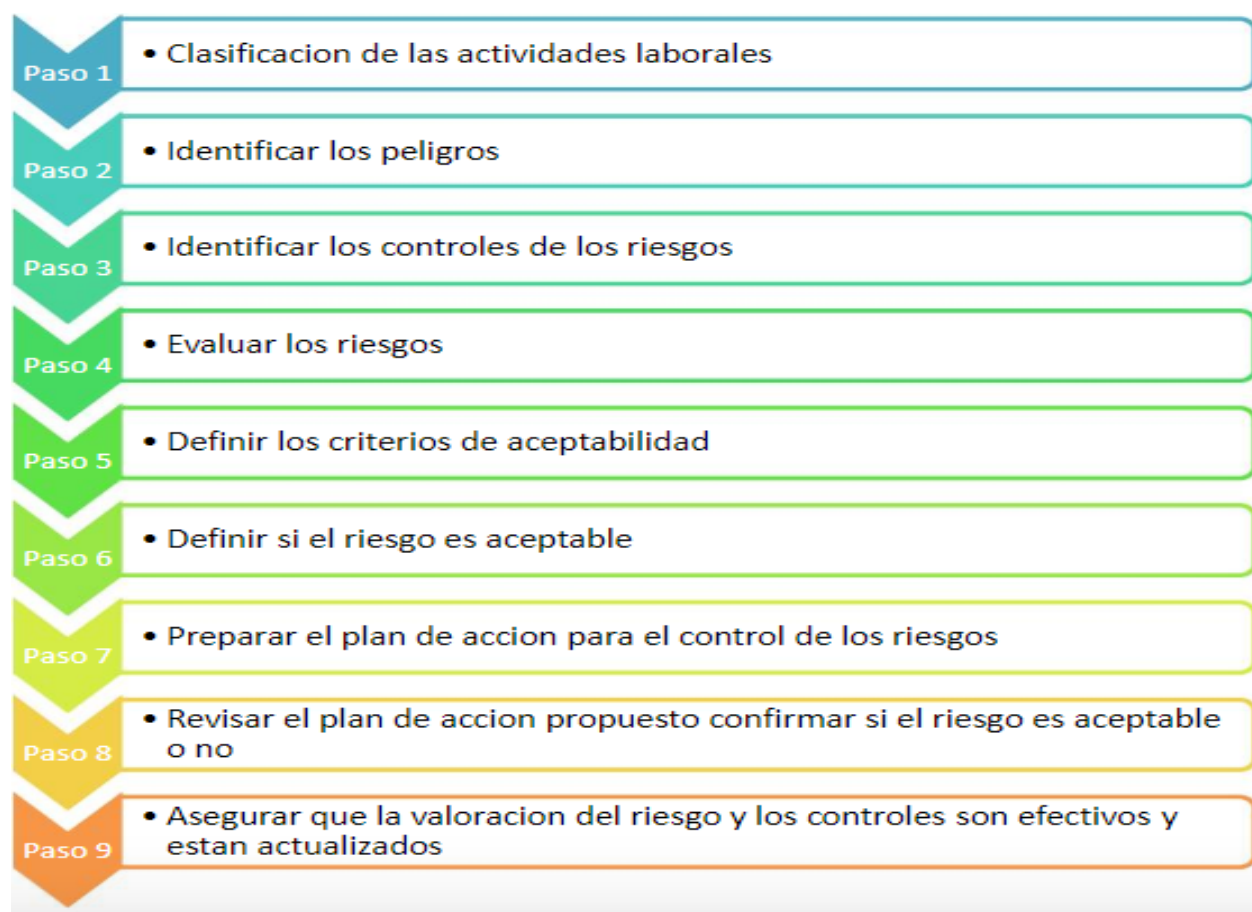 Paso 1
• Clasificacion de las actividades laborales
Paso 2
• Identificar los peligros
Paso 3
• Identificar los controles de los riesgos
Paso 4
• Evaluar los riesgos
Paso 5
• Definir los criterios de aceptabilidad
Paso 6
• Definir si el riesgo es aceptable
Paso 7
• Preparar el plan de accion para el control de los riesgos
Paso 8
• Revisar el plan de accion propuesto confirmar si el riesgo es aceptable
o no
Paso 9
• Asegurar que la valoracion del riesgo y los controles son efectivos y
estan actualizados